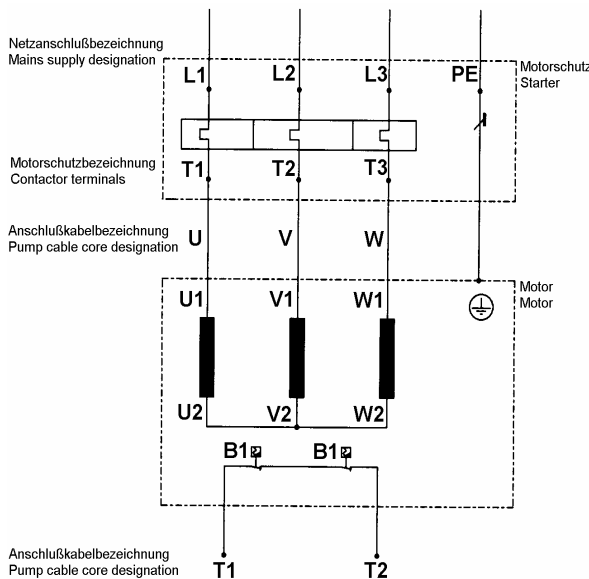 Netzanschlußbezeichnung
Mains supply designation
L1 L2 L3 PE
Motorschutz
Starter
Motorschutzbezeichnung
Contactor terminals
T1 T2 T3
Anschlußkabelbezeichnung
Pump cable core designation
U V W
Motor
Motor
U1 V1 W1
U2 V2 W2
B1 B1
Anschlußkabelbezeichnung
Pump cable core designation
T1 T2